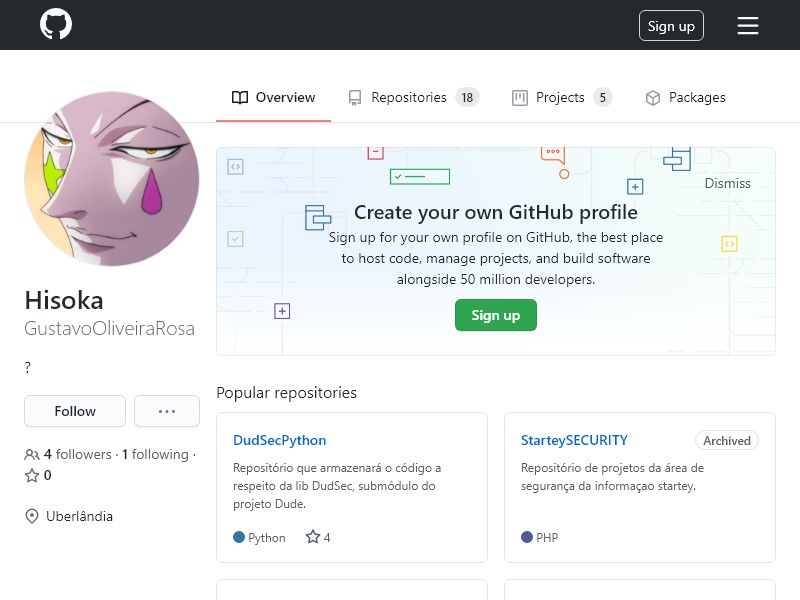 Sign up
Overview
Repositories 18
Projects 5
Packages
Dismiss
Create your own GitHub profile
Sign up for your own profile on GitHub, the best place
to host code, manage projects, and build software
alongside 50 million developers.
Sign up
Hisoka
GustavoOliveiraRosa
?
Follow
4 followers · 1 following ·
0
Uberlândia
Popular repositories
DudSecPython
Repositório que armazenará o código a
respeito da lib DudSec, submódulo do
projeto Dude.
Python 4
StarteySECURITY Archived
Repositório de projetos da área de
segurança da informaçao startey.
PHP